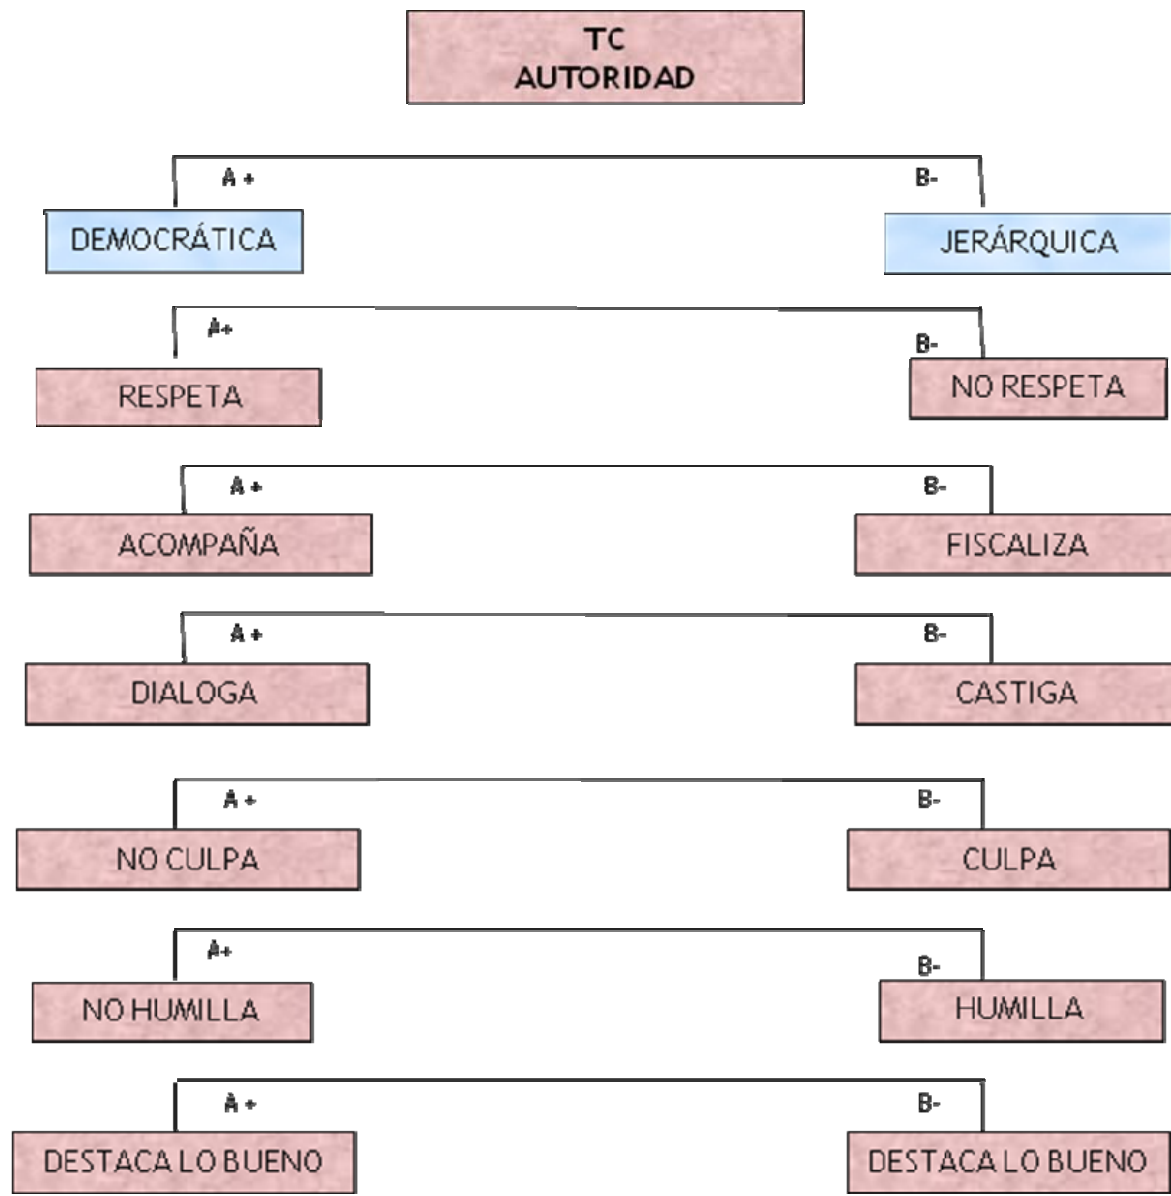 TC
AUTORIDAD
A + B-
DEMOCRÁTICA JERÁRQUICA
A+ B-
RESPETA NO RESPETA
A + B-
ACOMPAÑA FISCALIZA
A + B-
DIALOGA CASTIGA
A + B-
NO CULPA CULPA
A+ B-
NO HUMILLA HUMILLA
A + B-
DESTACA LO BUENO DESTACA LO BUENO